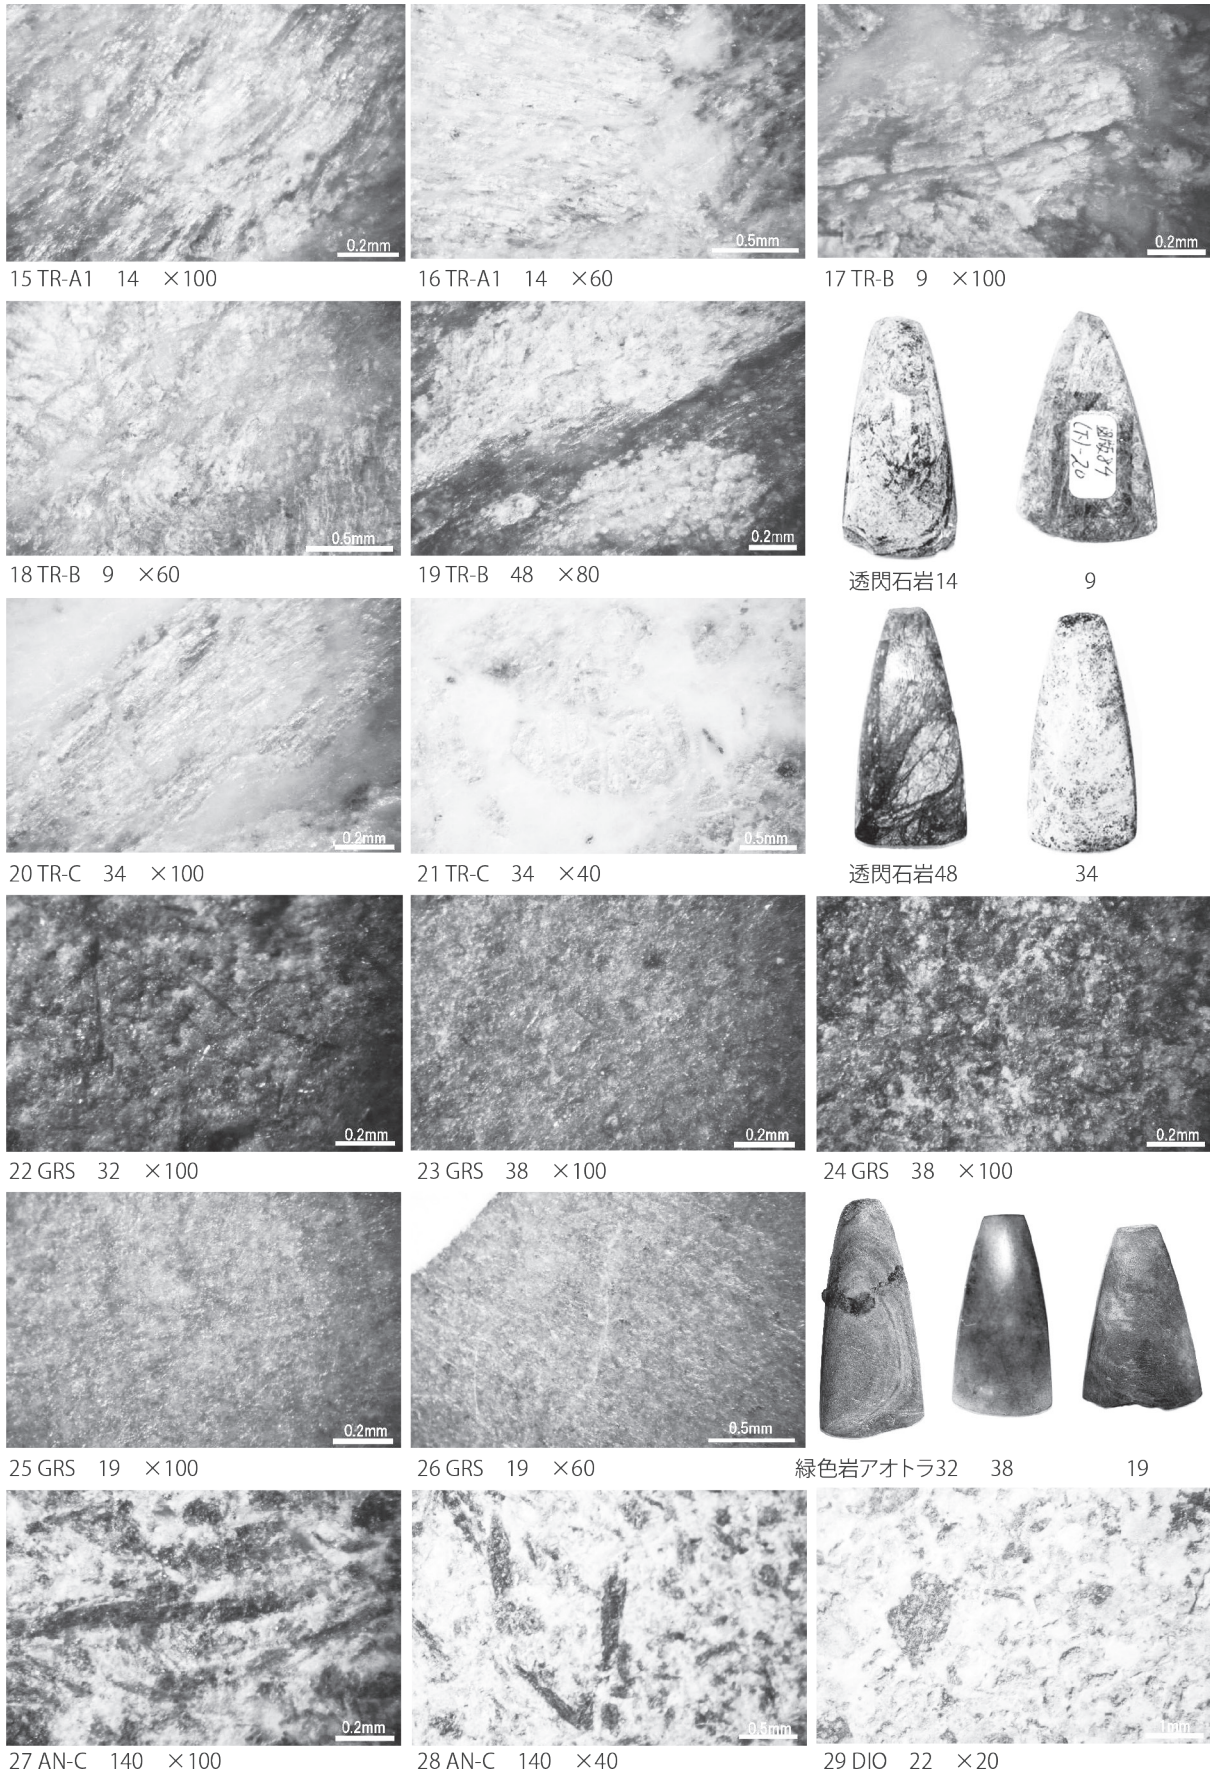 0.2mm
0.5mm
0.2mm
15 TR-A1 14 ×100
16 TR-A1 14 ×60
17 TR-B 9 ×100
0.5mm
0.2mm
(下)-20
18 TR-B 9 ×60
19 TR-B 48 ×80
透閃石岩14
9
0.2mm
0.5mm
20 TR-C 34 ×100
21 TR-C 34 ×40
透閃石岩48
34
0.2mm
0.2mm
0.2mm
22 GRS 32 ×100
23 GRS 38 ×100
24 GRS 38 ×100
0.2mm
0.5mm
25 GRS 19 ×100
26 GRS 19 ×60
緑色岩アオトラ32 38 19
0.2mm
0.5mm
1mm
27 AN-C 140 ×100
28 AN-C 140 ×40
29 DIO 22 ×20